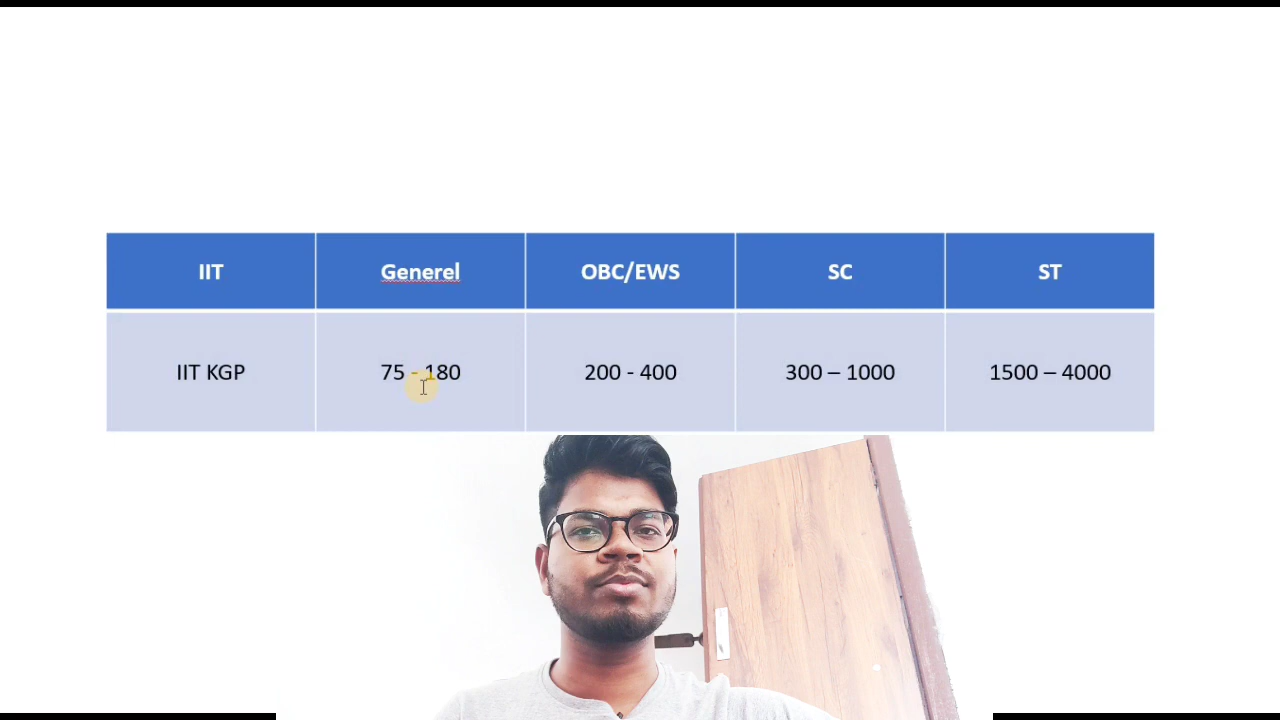 IIT Generel OBC/EWS SC ST
IIT KGP 75 - 180 200 - 400 300 – 1000 1500 – 4000